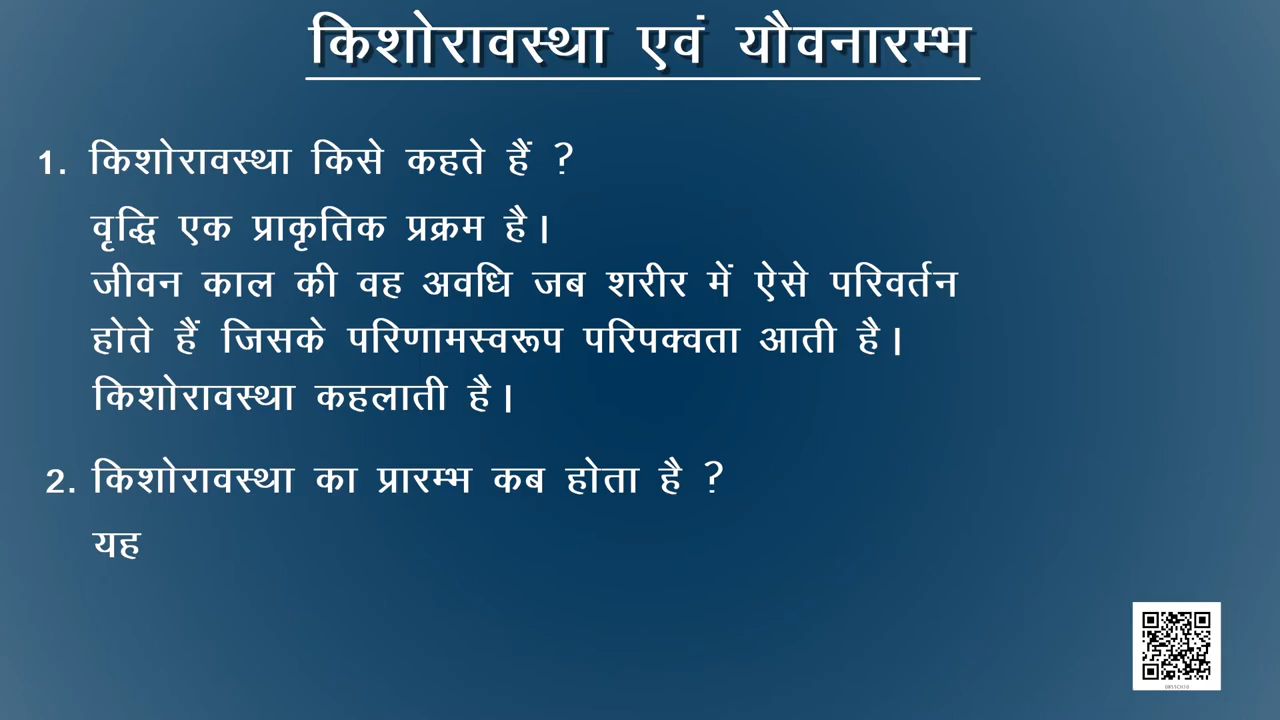 किशोरावस्था एवं यौवनारम्भ
1. किशोरावस्था किसे कहते हैं ?
वृद्धि एक प्राकृतिक प्रक्रम है।
जीवन काल की वह अवधि जब शरीर में ऐसे परिवर्तन
होते हैं जिसके परिणामस्वरूप परिपक्वता आती है।
किशोरावस्था कहलाती है।
2. किशोरावस्था का प्रारम्भ कब होता है ?
यह
0855CH10